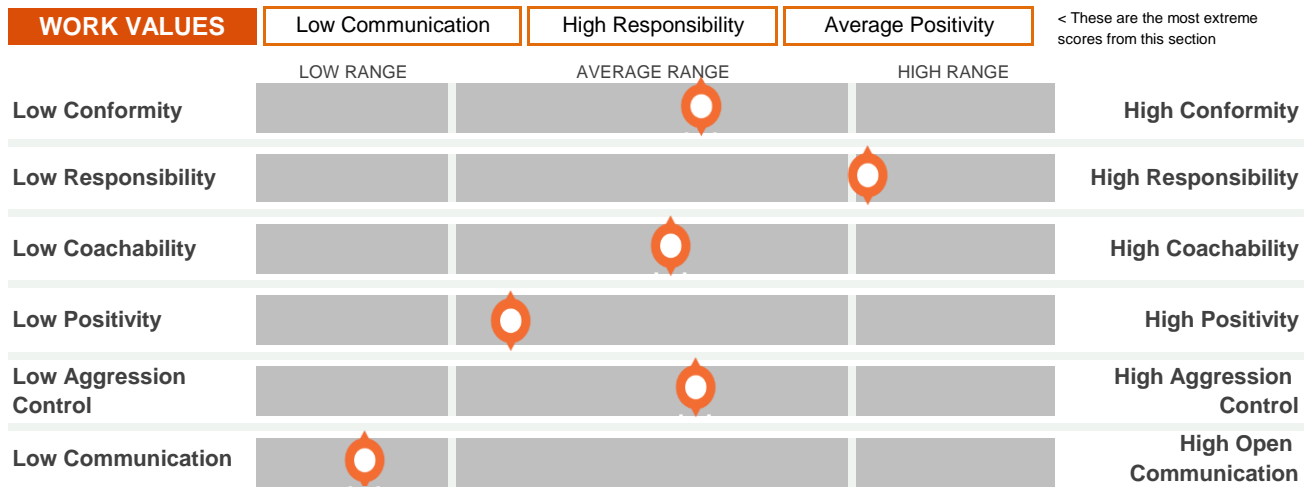 WORK VALUES
Low Communication
High Responsibility
Average Positivity
< These are the most extreme
scores from this section
LOW RANGE
AVERAGE RANGE
HIGH RANGE
Low Conformity
High Conformity
Low Responsibility
High Responsibility
Low Coachability
High Coachability
Low Positivity
High Positivity
Low Aggression
Control
High Aggression
Control
Low Communication
High Open
Communication